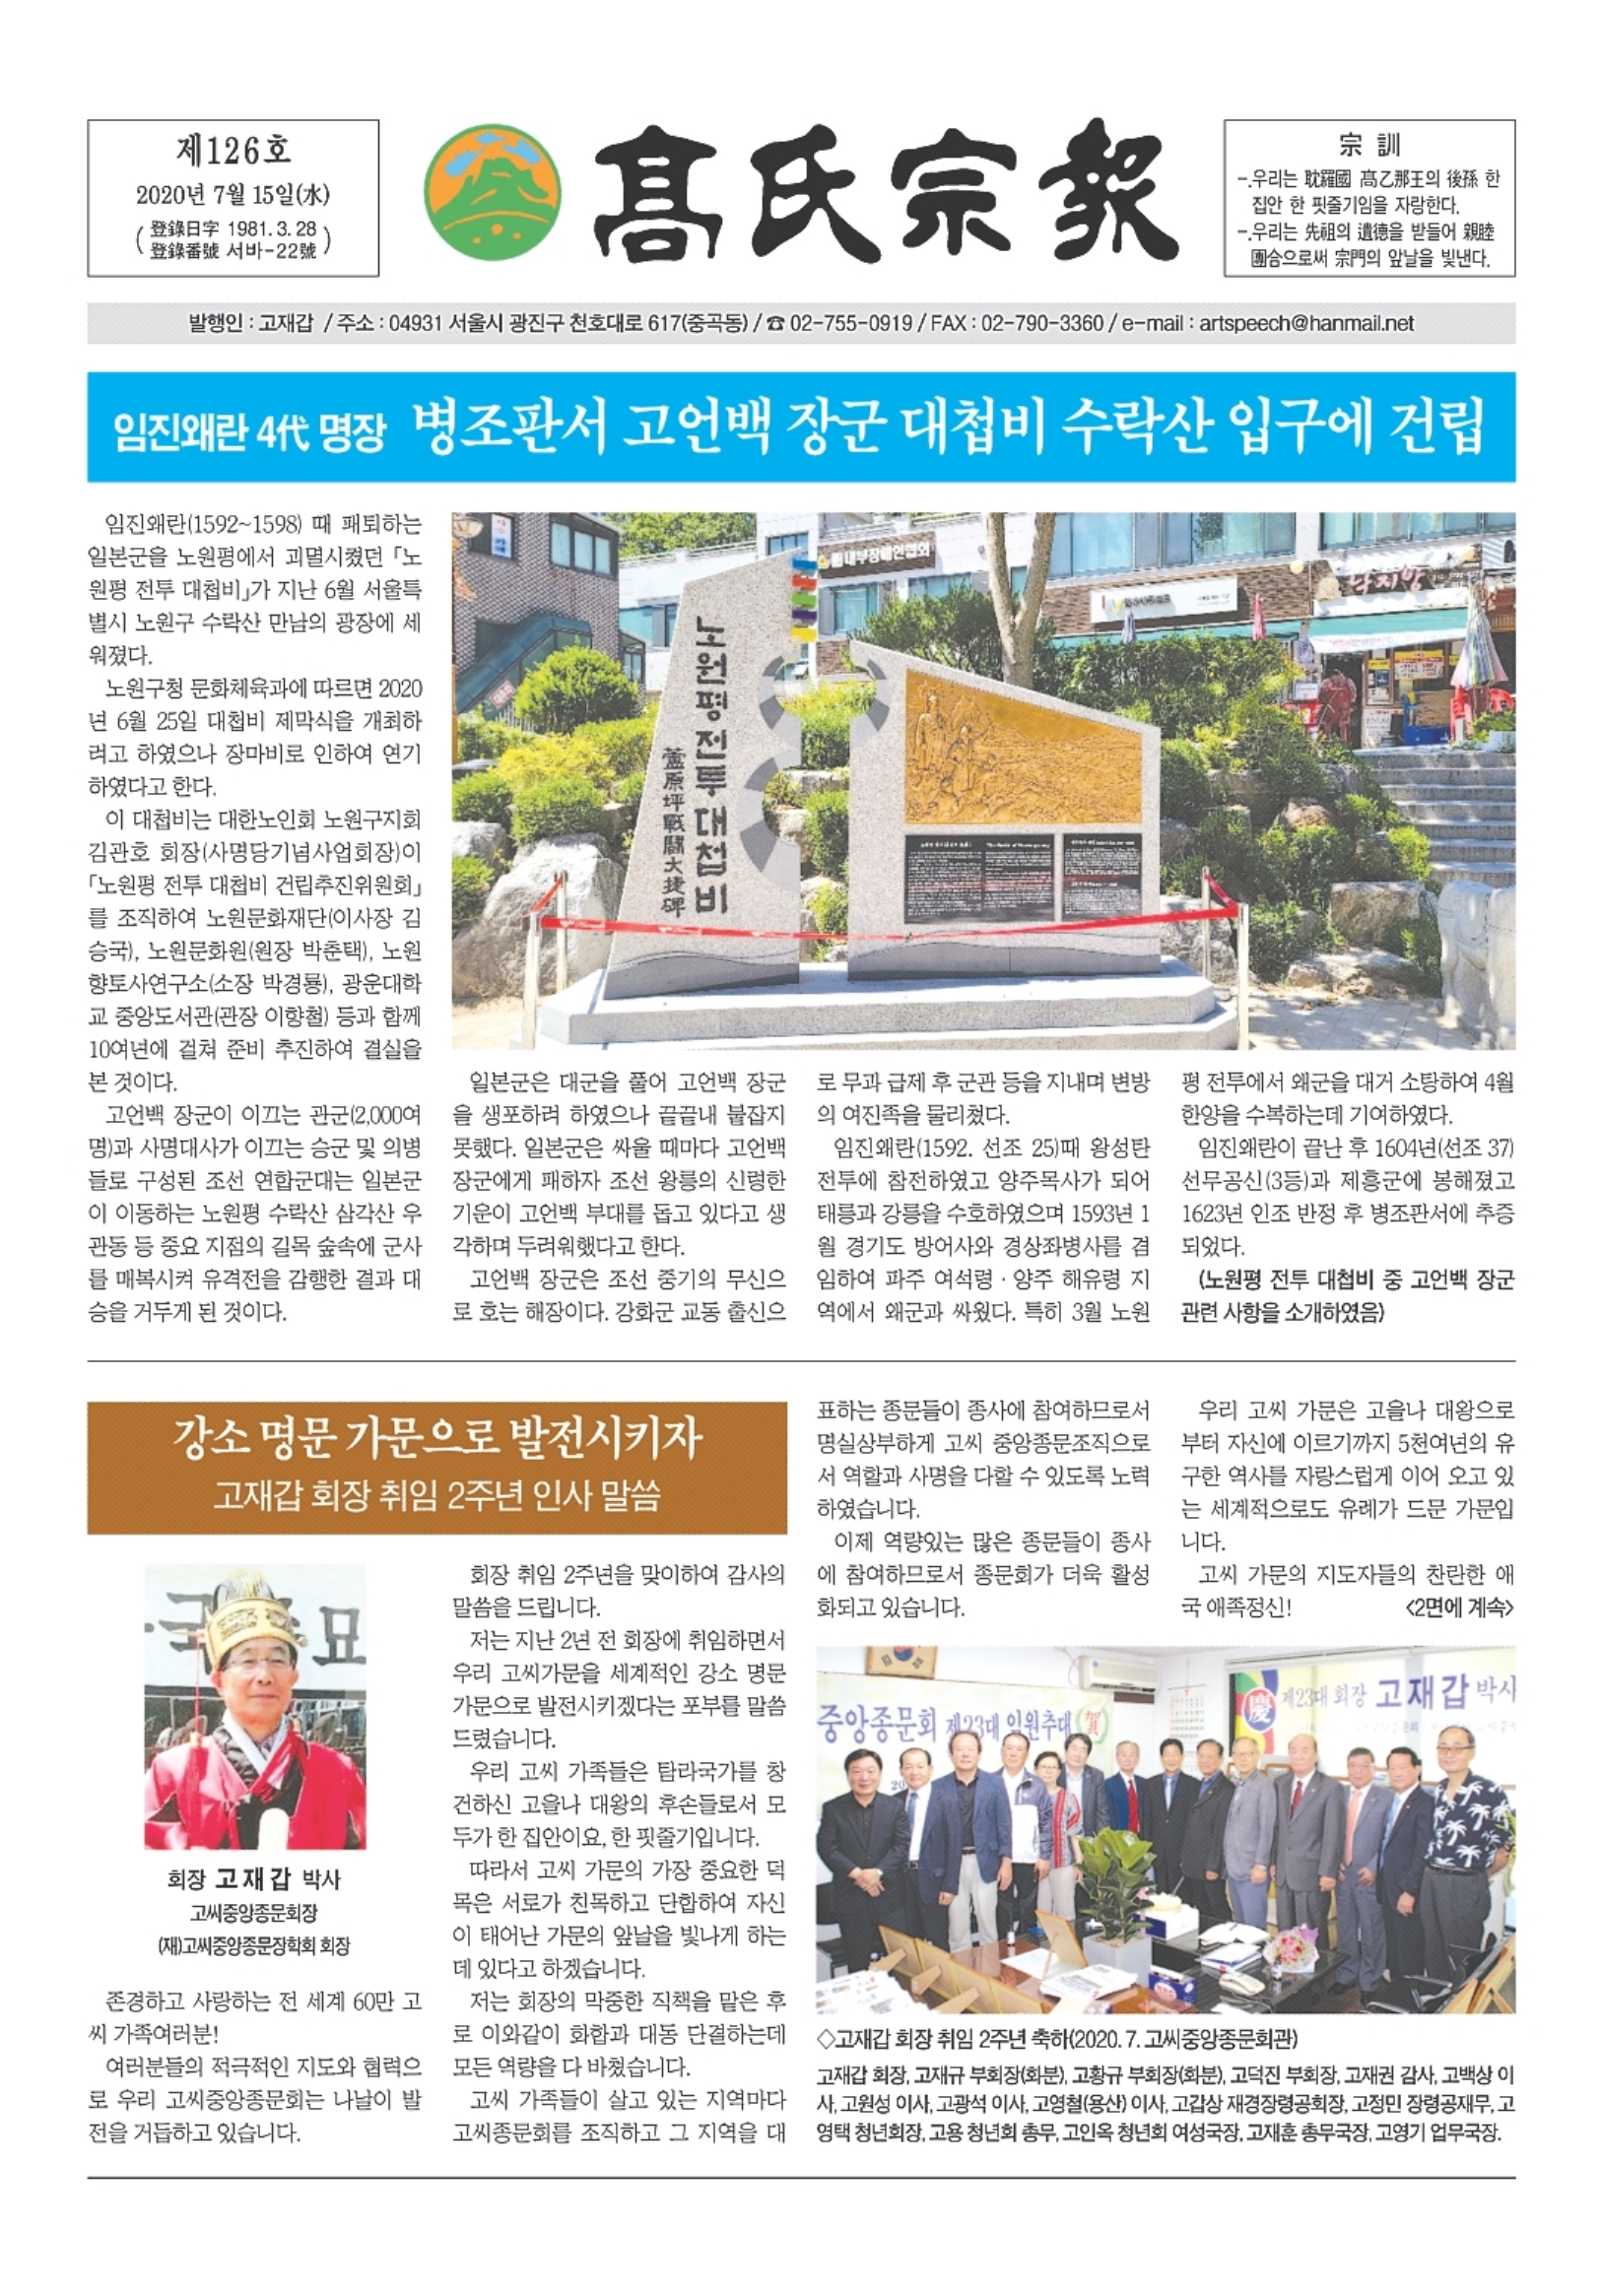 제126호
2020년 7월 15일(水)
(登錄日字 1981. 3. 28
登錄番號 서바-22號)
髙氏宗報
宗 訓
-.우리는 耽羅國 髙乙那王의 後孫 한
집안 한 핏줄기임을 자랑한다.
-.우리는 先祖의 遺德을 받들어 親睦
團合으로써 宗門의 앞날을 빛낸다.
발행인 : 고재갑 / 주소 : 04931 서울시 광진구 천호대로 617(중곡동) / ☎ 02-755-0919 / FAX : 02-790-3360 / e-mail : artspeech@hanmail.net
임진왜란 4代 명장 병조판서 고언백 장군 대첩비 수락산 입구에 건립
임진왜란(1592~1598) 때 패퇴하는
일본군을 노원평에서 괴멸시켰던 「노
원평 전투 대첩비」가 지난 6월 서울특
별시 노원구 수락산 만남의 광장에 세
워졌다.
노원구청 문화체육과에 따르면 2020
년 6월 25일 대첩비 제막식을 개최하
려고 하였으나 장마비로 인하여 연기
하였다고 한다.
이 대첩비는 대한노인회 노원구지회
김관호 회장(사명당기념사업회장)이
「노원평 전투 대첩비 건립추진위원회」
를 조직하여 노원문화재단(이사장 김
승국), 노원문화원(원장 박춘택), 노원
향토사연구소(소장 박경룡), 광운대학
교 중앙도서관(관장 이향철) 등과 함께
10여년에 걸쳐 준비 추진하여 결실을
본 것이다.
고언백 장군이 이끄는 관군(2,000여
명)과 사명대사가 이끄는 승군 및 의병
들로 구성된 조선 연합군대는 일본군
이 이동하는 노원평 수락산 삼각산 우
관동 등 중요 지점의 길목 숲속에 군사
를 매복시켜 유격전을 감행한 결과 대
승을 거두게 된 것이다.
노원평전투대첩비
蘆原坪戰鬪大捷碑
일본군은 대군을 풀어 고언백 장군
을 생포하려 하였으나 끝끝내 붙잡지
못했다. 일본군은 싸울 때마다 고언백
장군에게 패하자 조선 왕릉의 신령한
기운이 고언백 부대를 돕고 있다고 생
각하며 두려워했다고 한다.
고언백 장군은 조선 중기의 무신으
로 호는 해장이다. 강화군 교동 출신으
로 무과 급제 후 군관 등을 지내며 변방
의 여진족을 물리쳤다.
임진왜란(1592. 선조 25)때 왕성탄
전투에 참전하였고 양주목사가 되어
태릉과 강릉을 수호하였으며 1593년 1
월 경기도 방어사와 경상좌병사를 겸
임하여 파주 여석령 · 양주 해유령 지
역에서 왜군과 싸웠다. 특히 3월 노원
평 전투에서 왜군을 대거 소탕하여 4월
한양을 수복하는데 기여하였다.
임진왜란이 끝난 후 1604년(선조 37)
선무공신(3등)과 제흥군에 봉해졌고
1623년 인조 반정 후 병조판서에 추증
되었다.
(노원평 전투 대첩비 중 고언백 장군
관련 사항을 소개하였음)
강소 명문 가문으로 발전시키자
고재갑 회장 취임 2주년 인사 말씀
회장 고재갑 박사
고씨중앙종문회장
(재)고씨중앙종문장학회 회장
존경하고 사랑하는 전 세계 60만 고
씨 가족여러분!
여러분들의 적극적인 지도와 협력으
로 우리 고씨중앙종문회는 나날이 발
전을 거듭하고 있습니다.
회장 취임 2주년을 맞이하여 감사의
말씀을 드립니다.
저는 지난 2년 전 회장에 취임하면서
우리 고씨가문을 세계적인 강소 명문
가문으로 발전시키겠다는 포부를 말씀
드렸습니다.
우리 고씨 가족들은 탐라국가를 창
건하신 고을나 대왕의 후손들로서 모
두가 한 집안이요, 한 핏줄기입니다.
따라서 고씨 가문의 가장 중요한 덕
목은 서로가 친목하고 단합하여 자신
이 태어난 가문의 앞날을 빛나게 하는
데 있다고 하겠습니다.
저는 회장의 막중한 직책을 맡은 후
로 이와같이 화합과 대동 단결하는데
모든 역량을 다 바쳤습니다.
고씨 가족들이 살고 있는 지역마다
고씨종문회를 조직하고 그 지역을 대
표하는 종문들이 종사에 참여하므로서
명실상부하게 고씨 중앙종문조직으로
서 역할과 사명을 다할 수 있도록 노력
하였습니다.
이제 역량있는 많은 종문들이 종사
에 참여하므로서 종문회가 더욱 활성
화되고 있습니다.
우리 고씨 가문은 고을나 대왕으로
부터 자신에 이르기까지 5천여년의 유
구한 역사를 자랑스럽게 이어 오고 있
는 세계적으로도 유례가 드문 가문입
니다.
고씨 가문의 지도자들의 찬란한 애
국 애족정신! <2면에 계속>
중앙종문회 제23대 임원추대 賀
慶 제23대 회장 고재갑 박사
◇고재갑 회장 취임 2주년 축하(2020. 7. 고씨중앙종문회관)
고재갑 회장, 고재규 부회장(화분), 고황규 부회장(화분), 고덕진 부회장, 고재권 감사, 고백상 이
사, 고원성 이사, 고광석 이사, 고영철(용산) 이사, 고갑상 재경장령공회장, 고정민 장령공재무, 고
영택 청년회장, 고용 청년회 총무, 고인옥 청년회 여성국장, 고재훈 총무국장, 고영기 업무국장.